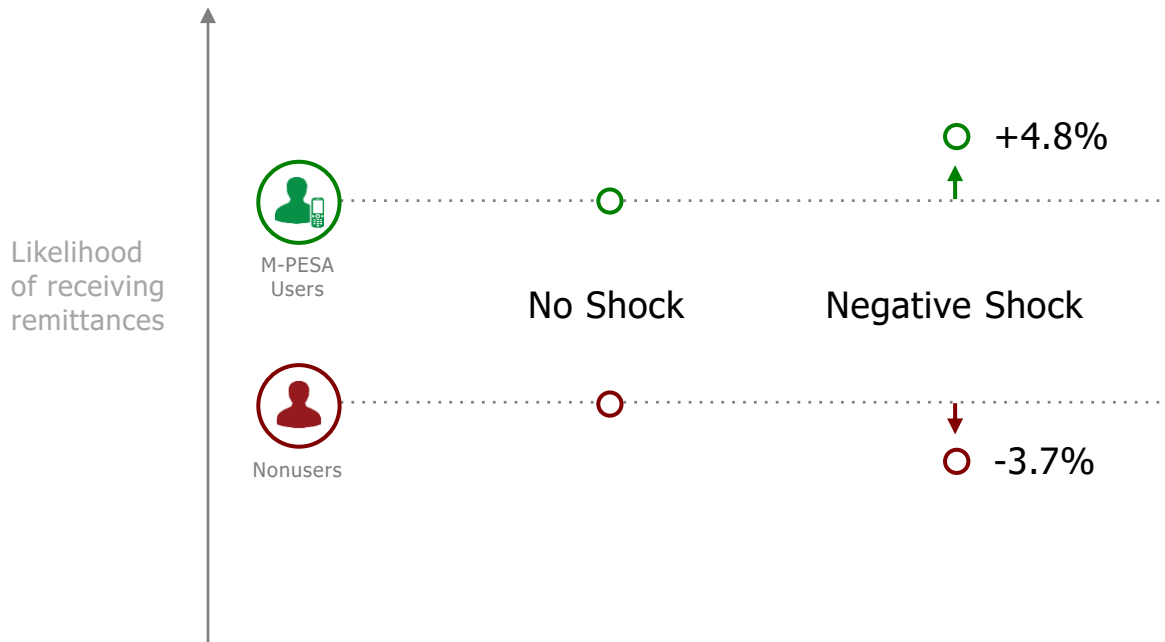 +4.8%
Likelihood
of receiving
remittances
M-PESA
Users
No Shock
Negative Shock
Nonusers
-3.7%